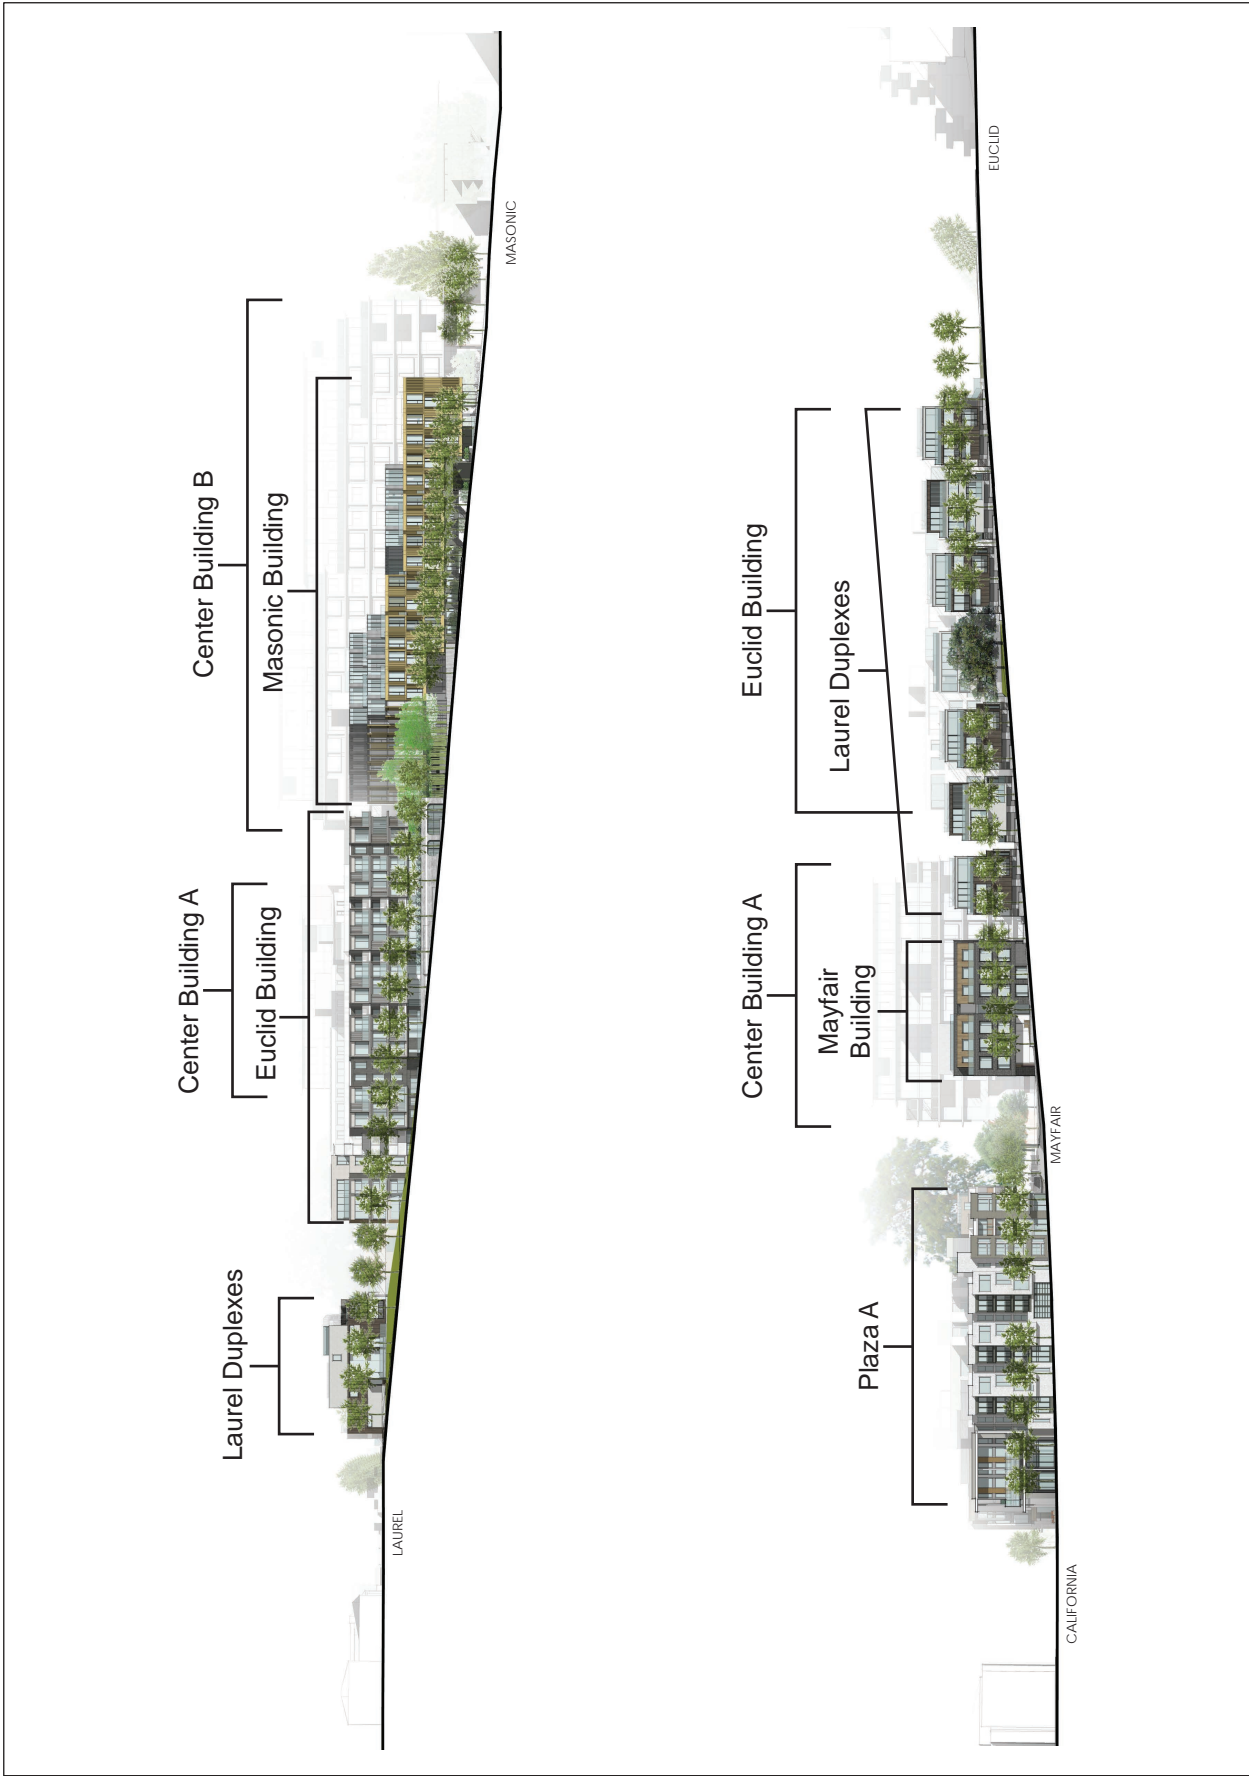 Center Building B
Masonic Building
Center Building A
Euclid Building
Laurel Duplexes
LAUREL
MASONIC
Euclid Building
Laurel Duplexes
Center Building A
Mayfair
Building
Plaza A
CALIFORNIA
MAYFAIR
EUCLID